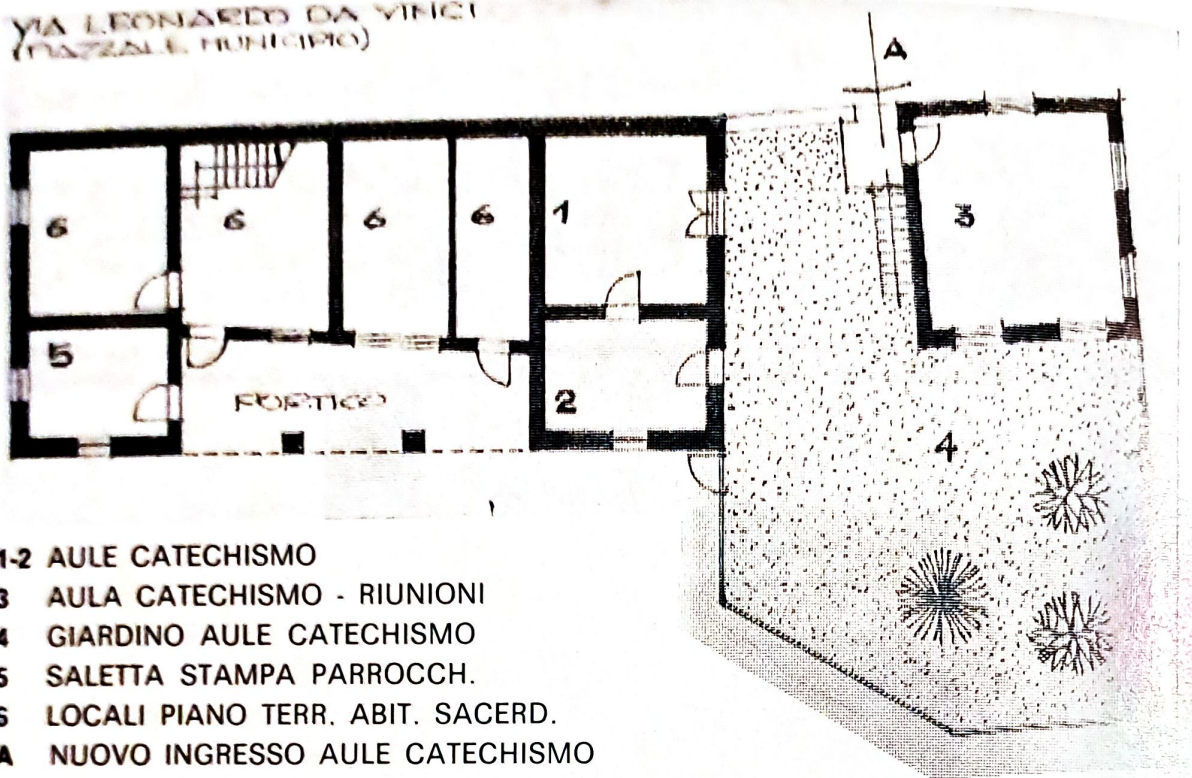 VIA LEONARDO DA VINCI
(PIAZZALE MUNICIPIO)
A
6
6
6
6
1
3
5
PORTICO
2
4
1-2 AULE CATECHISMO
3 AULA CATECHISMO - RIUNIONI
4 GIARDINO AULE CATECHISMO
5 SALETTA STAMPA PARROCCH.
6 LOCALI PIANO TERR. ABIT. SACERD.
A NUOVO INGRESSO AULE CATECHISMO